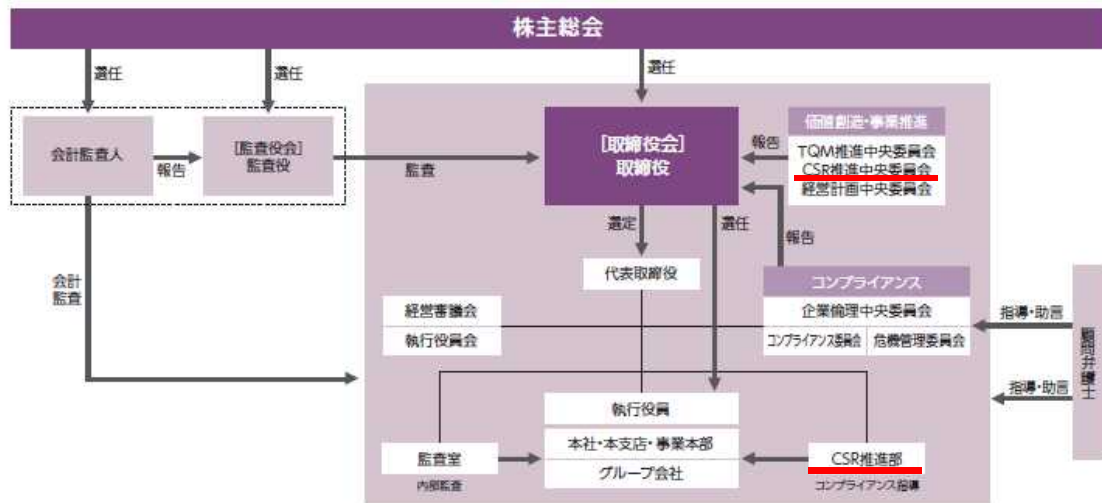 株主総会
選任
選任
選任
会計監査人
報告
[監査役会]
監査役
監査
[取締役会]
取締役
報告
価値創造・事業推進
TQM推進中央委員会
CSR推進中央委員会
経営計画中央委員会
選定
選任
報告
会計
監査
代表取締役
コンプライアンス
企業倫理中央委員会
コンプライアンス委員会
危機管理委員会
経営審議会
執行役員会
指導・助言
指導・助言
顧問弁護士
執行役員
本社・本支店・事業本部
グループ会社
監査室
内部監査
CSR推進部
コンプライアンス指導